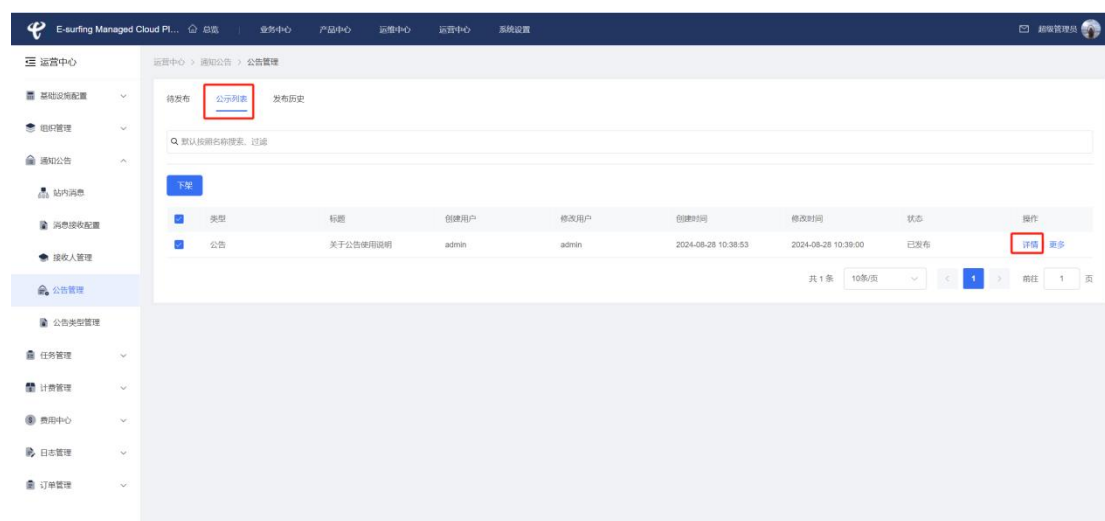 E-surfing Managed Cloud Pl... 总览 业务中心 产品中心 运维中心 运营中心 系统设置 超级管理员
运营中心
运营中心 > 通知公告 > 公告管理
基础设施配置
待发布 公示列表 发布历史
组织管理
默认按照名称搜索、过滤
通知公告
站内消息
下架
消息接收配置
类型 标题 创建用户 修改用户 创建时间 修改时间 状态 操作
公告 关于公告使用说明 admin admin 2024-08-28 10:38:53 2024-08-28 10:39:00 已发布 详情 更多
接收人管理
共 1 条 10条/页 < 1 > 前往 1 页
公告管理
公告类型管理
任务管理
计费管理
费用中心
日志管理
订单管理